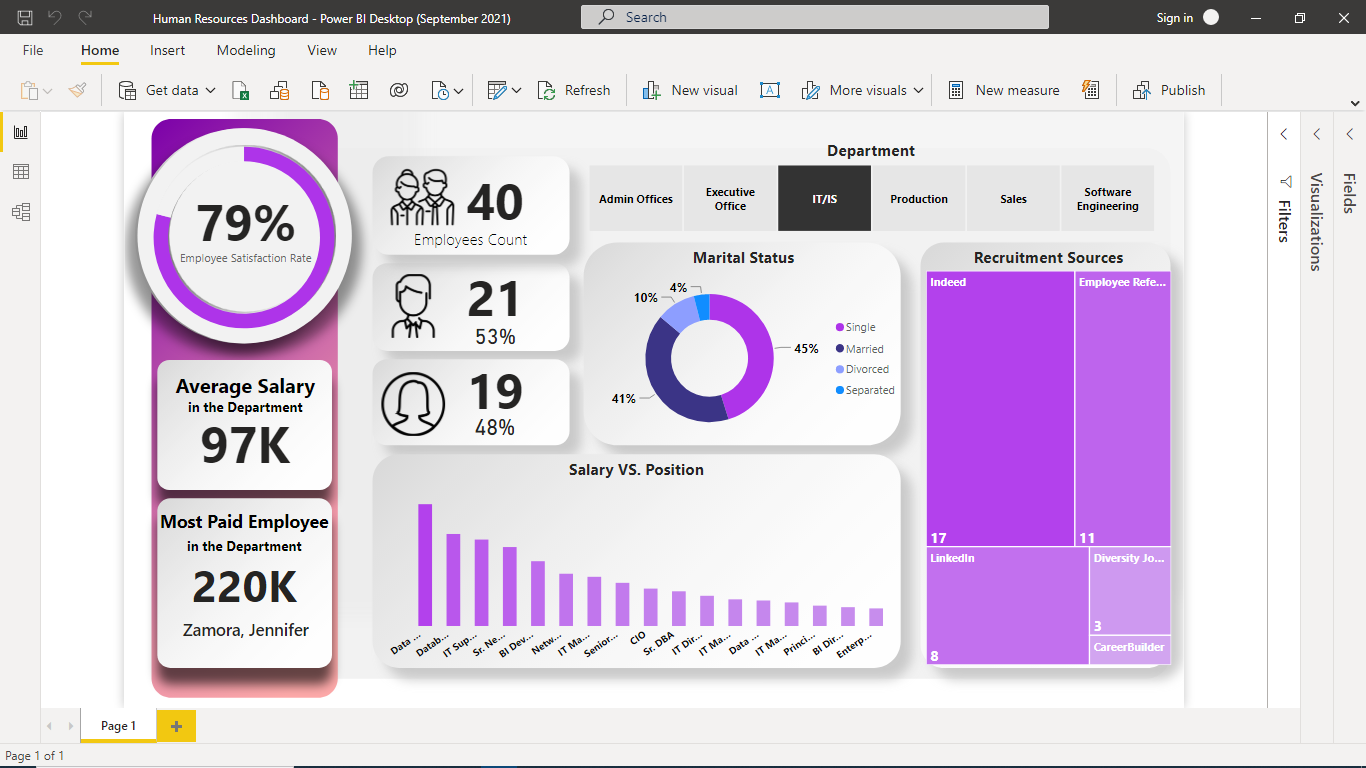 Human Resources Dashboard - Power BI Desktop (September 2021)
Search
Sign in
File
Home
Insert
Modeling
View
Help
Get data
Refresh
New visual
A
More visuals
New measure
Publish
79%
Employee Satisfaction Rate
Average Salary
in the Department
97K
Most Paid Employee
in the Department
220K
Zamora, Jennifer
40
Employees Count
21
53%
19
48%
Department
Admin Offices
Executive
Office
IT/IS
Production
Sales
Software
Engineering
Marital Status
4%
10%
45%
41%
Single
Married
Divorced
Separated
Recruitment Sources
Indeed
17
Employee Refe...
11
LinkedIn
8
Diversity Jo...
3
CareerBuilder
Salary VS. Position
Data ...
Datab...
IT Sup...
Sr. Ne...
BI Dev...
Netw...
IT Ma...
Senior...
CIO
Sr. DBA
IT Dir...
IT Ma...
Data ...
IT Ma...
Princi...
BI Dir...
Enterp...
Filters
Visualizations
Fields
Page 1
Page 1 of 1